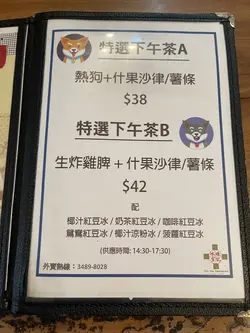 特選下午茶A
熱狗+什果沙律/薯條
$38
特選下午茶B
生炸雞脾 + 什果沙律/薯條
$42
配
椰汁紅豆冰 / 奶茶紅豆冰 / 咖啡紅豆冰
鴛鴦紅豆冰 / 椰汁涼粉冰 / 菠蘿紅豆冰
(供應時間: 14:30-17:30)
外賣熱線：3489-8028